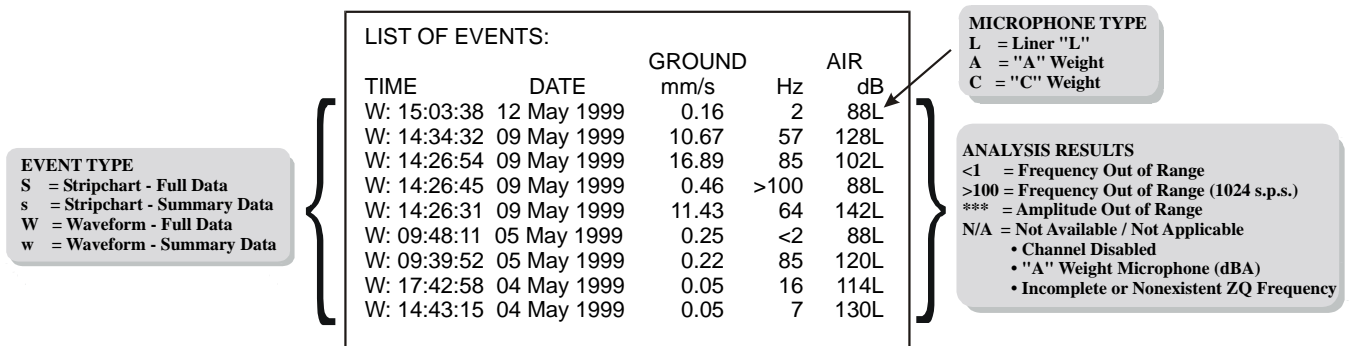 LIST OF EVENTS:
GROUND AIR
TIME DATE mm/s Hz dB
W: 15:03:38 12 May 1999 0.16 2 88L
W: 14:34:32 09 May 1999 10.67 57 128L
W: 14:26:54 09 May 1999 16.89 85 102L
W: 14:26:45 09 May 1999 0.46 >100 88L
W: 14:26:31 09 May 1999 11.43 64 142L
W: 09:48:11 05 May 1999 0.25 <2 88L
W: 09:39:52 05 May 1999 0.22 85 120L
W: 17:42:58 04 May 1999 0.05 16 114L
W: 14:43:15 04 May 1999 0.05 7 130L
EVENT TYPE
S = Stripchart - Full Data
s = Stripchart - Summary Data
W = Waveform - Full Data
w = Waveform - Summary Data
MICROPHONE TYPE
L = Liner "L"
A = "A" Weight
C = "C" Weight
ANALYSIS RESULTS
<1 = Frequency Out of Range
>100 = Frequency Out of Range (1024 s.p.s.)
*** = Amplitude Out of Range
N/A = Not Available / Not Applicable
• Channel Disabled
• "A" Weight Microphone (dBA)
• Incomplete or Nonexistent ZQ Frequency